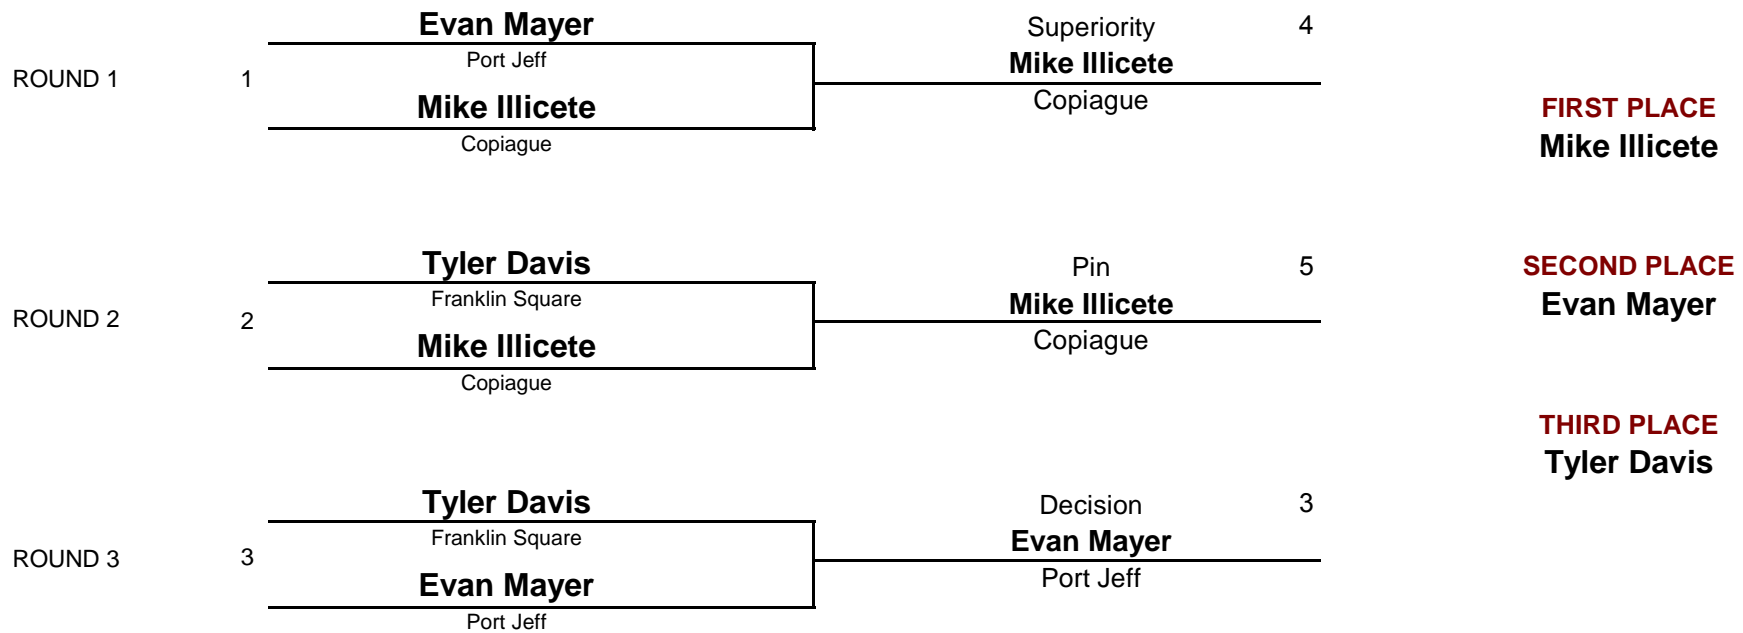 Evan Mayer
Superiority 4
Port Jeff
Mike Illicete
ROUND 1 1
Mike Illicete
Copiague
FIRST PLACE
Copiague
Mike Illicete
Tyler Davis
Pin 5
SECOND PLACE
Franklin Square
Mike Illicete
Evan Mayer
ROUND 2 2
Mike Illicete
Copiague
Copiague
THIRD PLACE
Tyler Davis
Tyler Davis
Decision 3
Franklin Square
Evan Mayer
ROUND 3 3
Evan Mayer
Port Jeff
Port Jeff